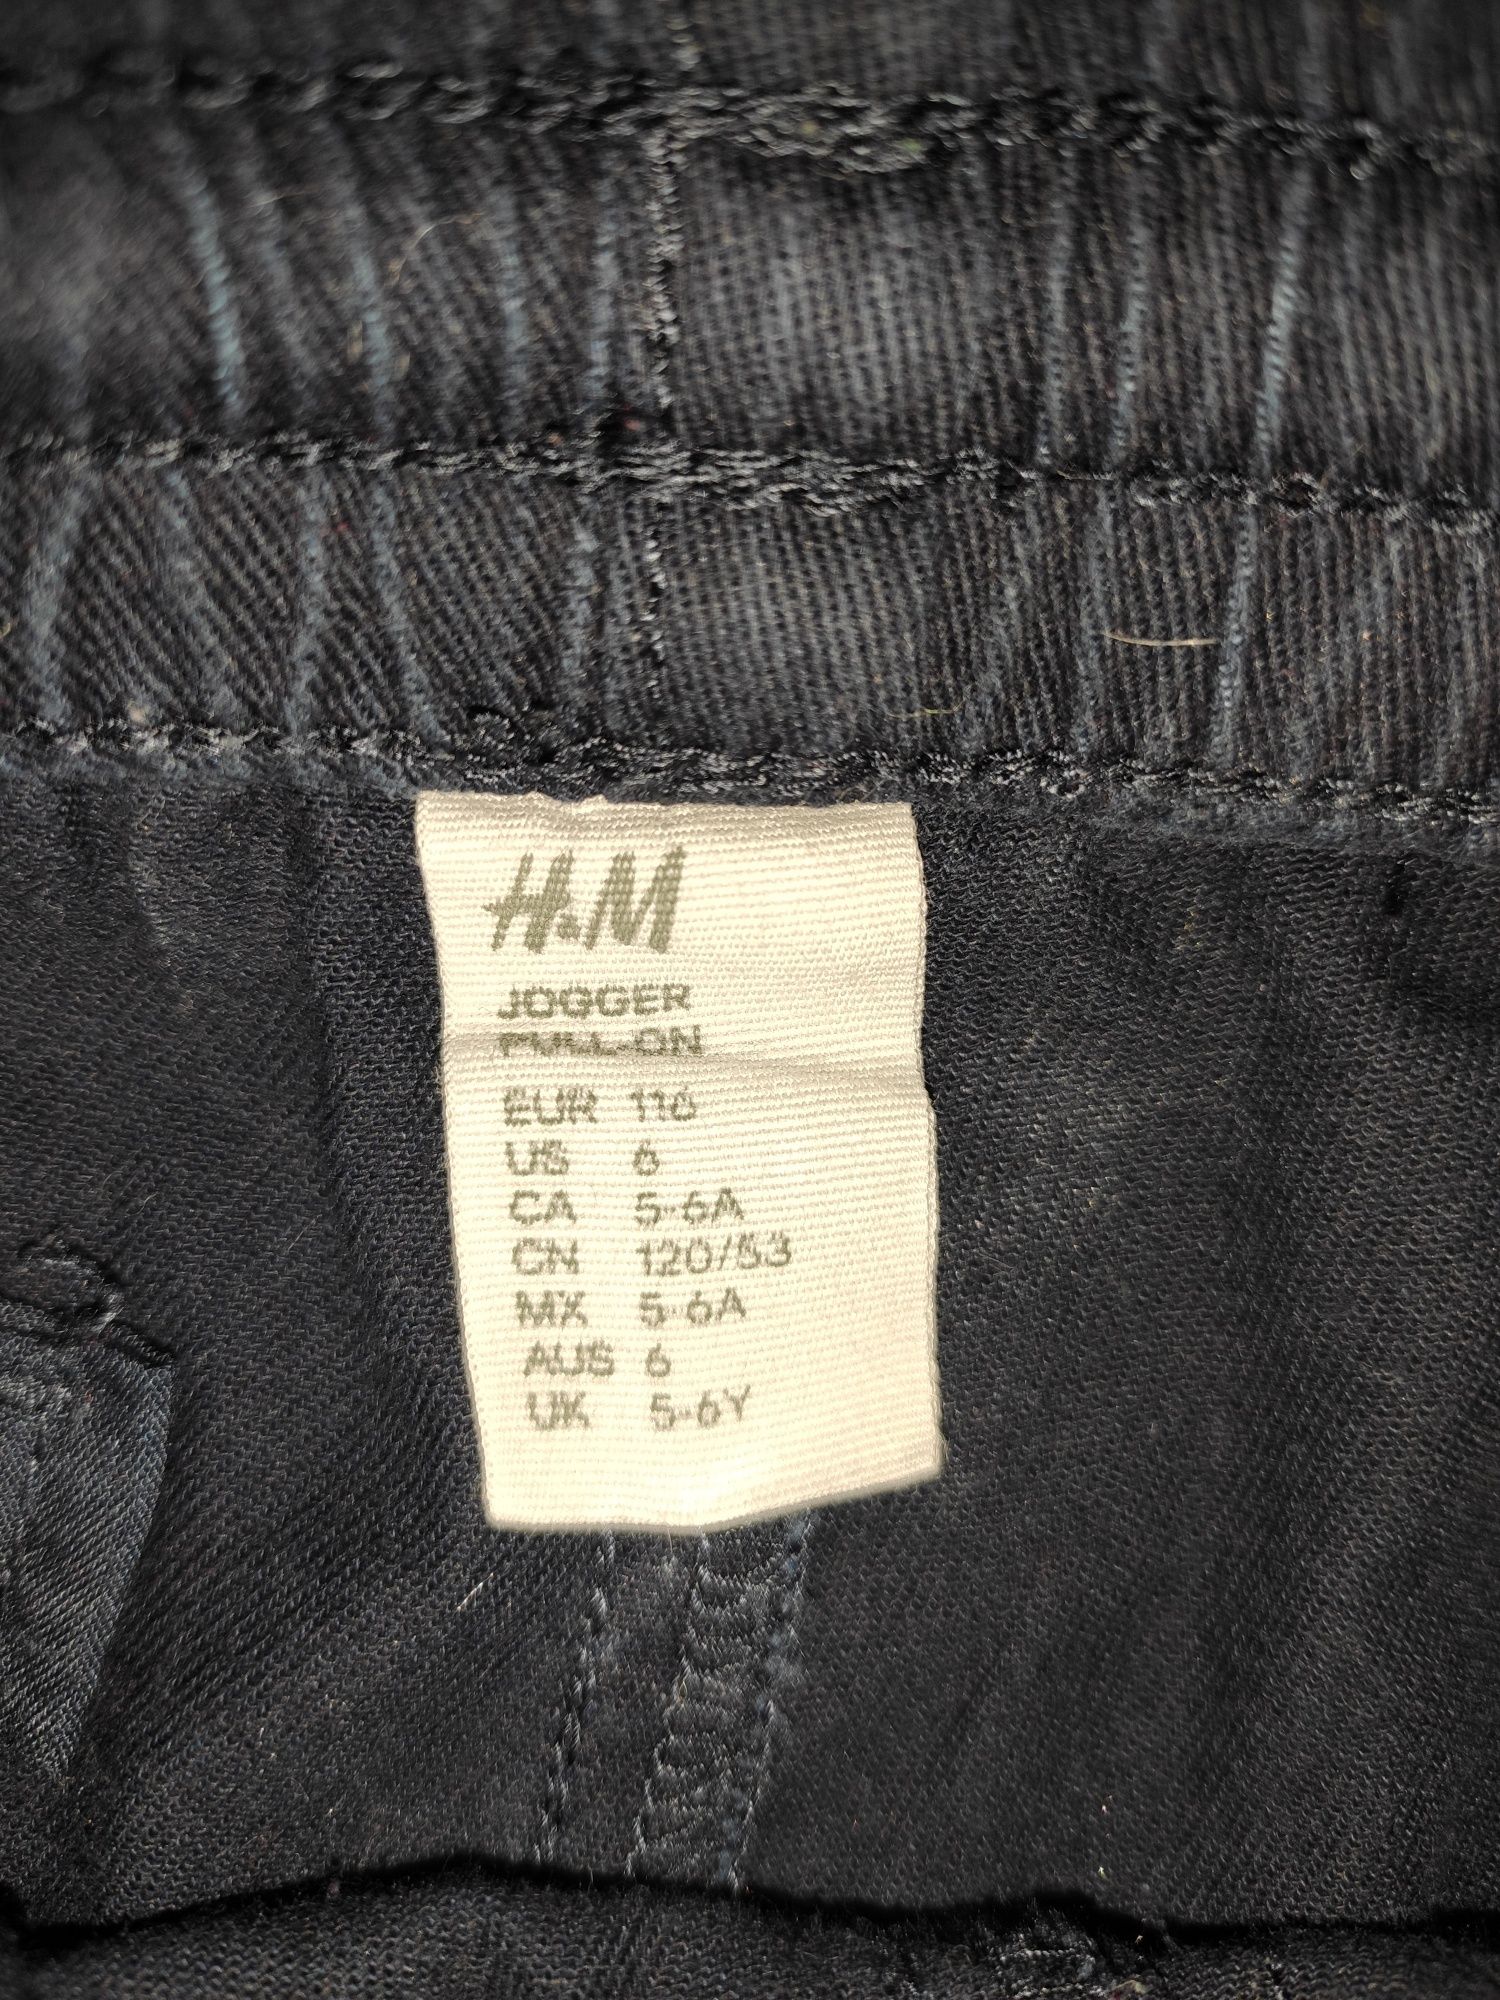 H&M
JOGGER
PULL-ON
EUR 116
US 6
CA 5-6A
CN 120/53
MX 5-6A
AUS 6
UK 5-6Y